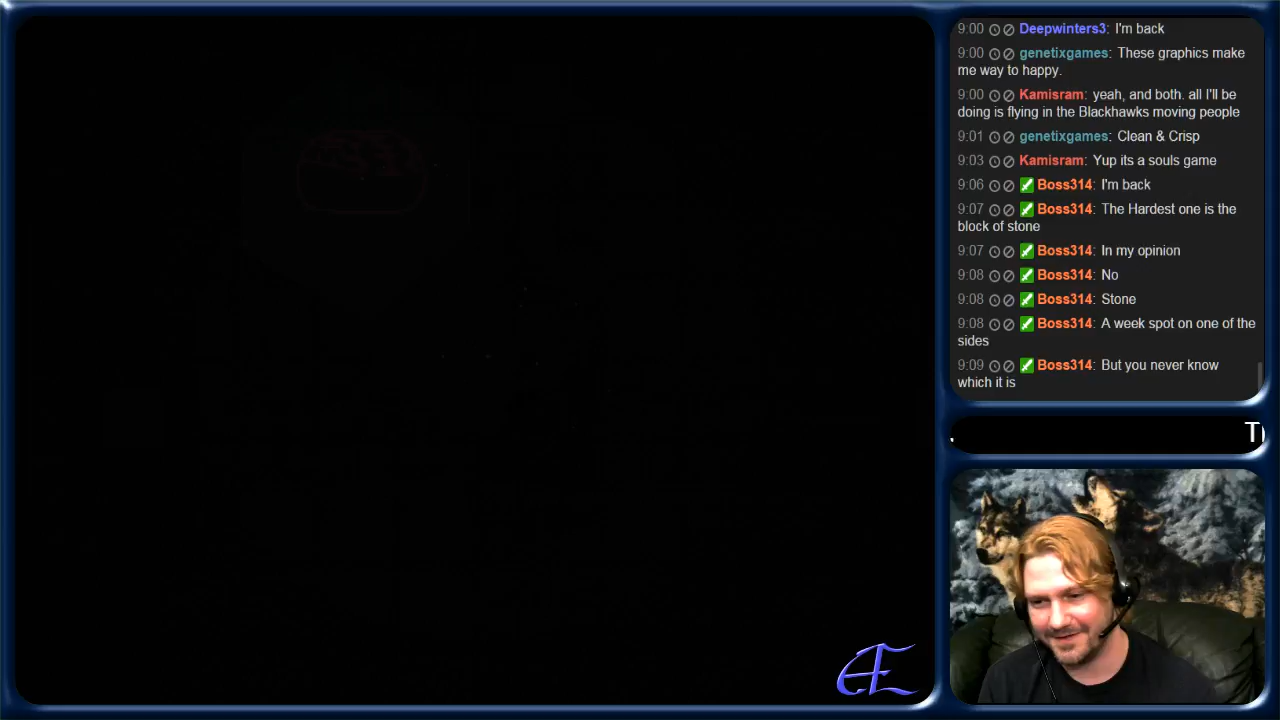 9:00 Deepwinters3: I'm back
9:00 genetixgames: These graphics make
me way to happy.
9:00 Kamisram: yeah, and both. all I'll be
doing is flying in the Blackhawks moving people
9:01 genetixgames: Clean & Crisp
9:03 Kamisram: Yup its a souls game
9:06 Boss314: I'm back
9:07 Boss314: The Hardest one is the
block of stone
9:07 Boss314: In my opinion
9:08 Boss314: No
9:08 Boss314: Stone
9:08 Boss314: A week spot on one of the
sides
9:09 Boss314: But you never know
which it is
. T